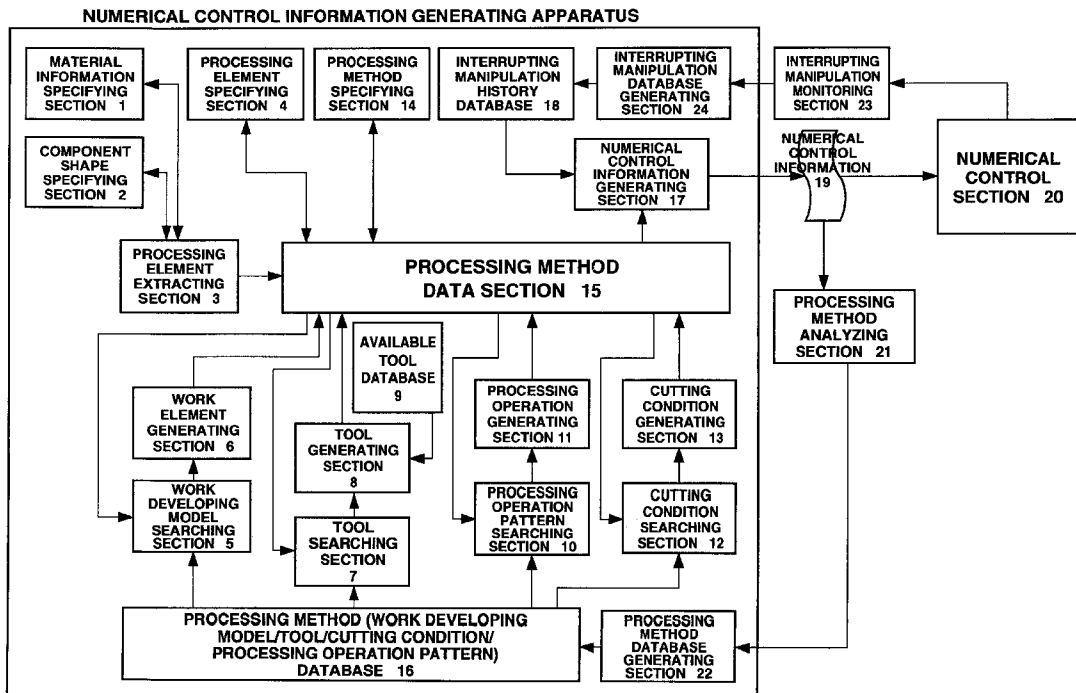 NUMERICAL CONTROL INFORMATION GENERATING APPARATUS
MATERIAL
INFORMATION
SPECIFYING
SECTION 1
PROCESSING
ELEMENT
SPECIFYING
SECTION 4
PROCESSING
METHOD
SPECIFYING
SECTION 14
INTERRUPTING
MANIPULATION
HISTORY
DATABASE 18
INTERRUPTING
MANIPULATION
DATABASE
GENERATING
SECTION 24
INTERRUPTING
MANIPULATION
MONITORING
SECTION 23
COMPONENT
SHAPE
SPECIFYING
SECTION 2
NUMERICAL
CONTROL
INFORMATION
GENERATING
SECTION 17
NUMERICAL
CONTROL
INFORMATION
19
NUMERICAL
CONTROL
SECTION 20
PROCESSING
ELEMENT
EXTRACTING
SECTION 3
PROCESSING METHOD
DATA SECTION 15
PROCESSING
METHOD
ANALYZING
SECTION 21
AVAILABLE
TOOL
DATABASE
9
WORK
ELEMENT
GENERATING
SECTION 6
TOOL
GENERATING
SECTION
8
PROCESSING
OPERATION
GENERATING
SECTION 11
CUTTING
CONDITION
GENERATING
SECTION 13
WORK
DEVELOPING
MODEL
SEARCHING
SECTION 5
TOOL
SEARCHING
SECTION
7
PROCESSING
OPERATION
PATTERN
SEARCHING
SECTION 10
CUTTING
CONDITION
SEARCHING
SECTION 12
PROCESSING METHOD (WORK DEVELOPING
MODEL/TOOL/CUTTING CONDITION/
PROCESSING OPERATION PATTERN)
DATABASE 16
PROCESSING
METHOD
DATABASE
GENERATING
SECTION 22